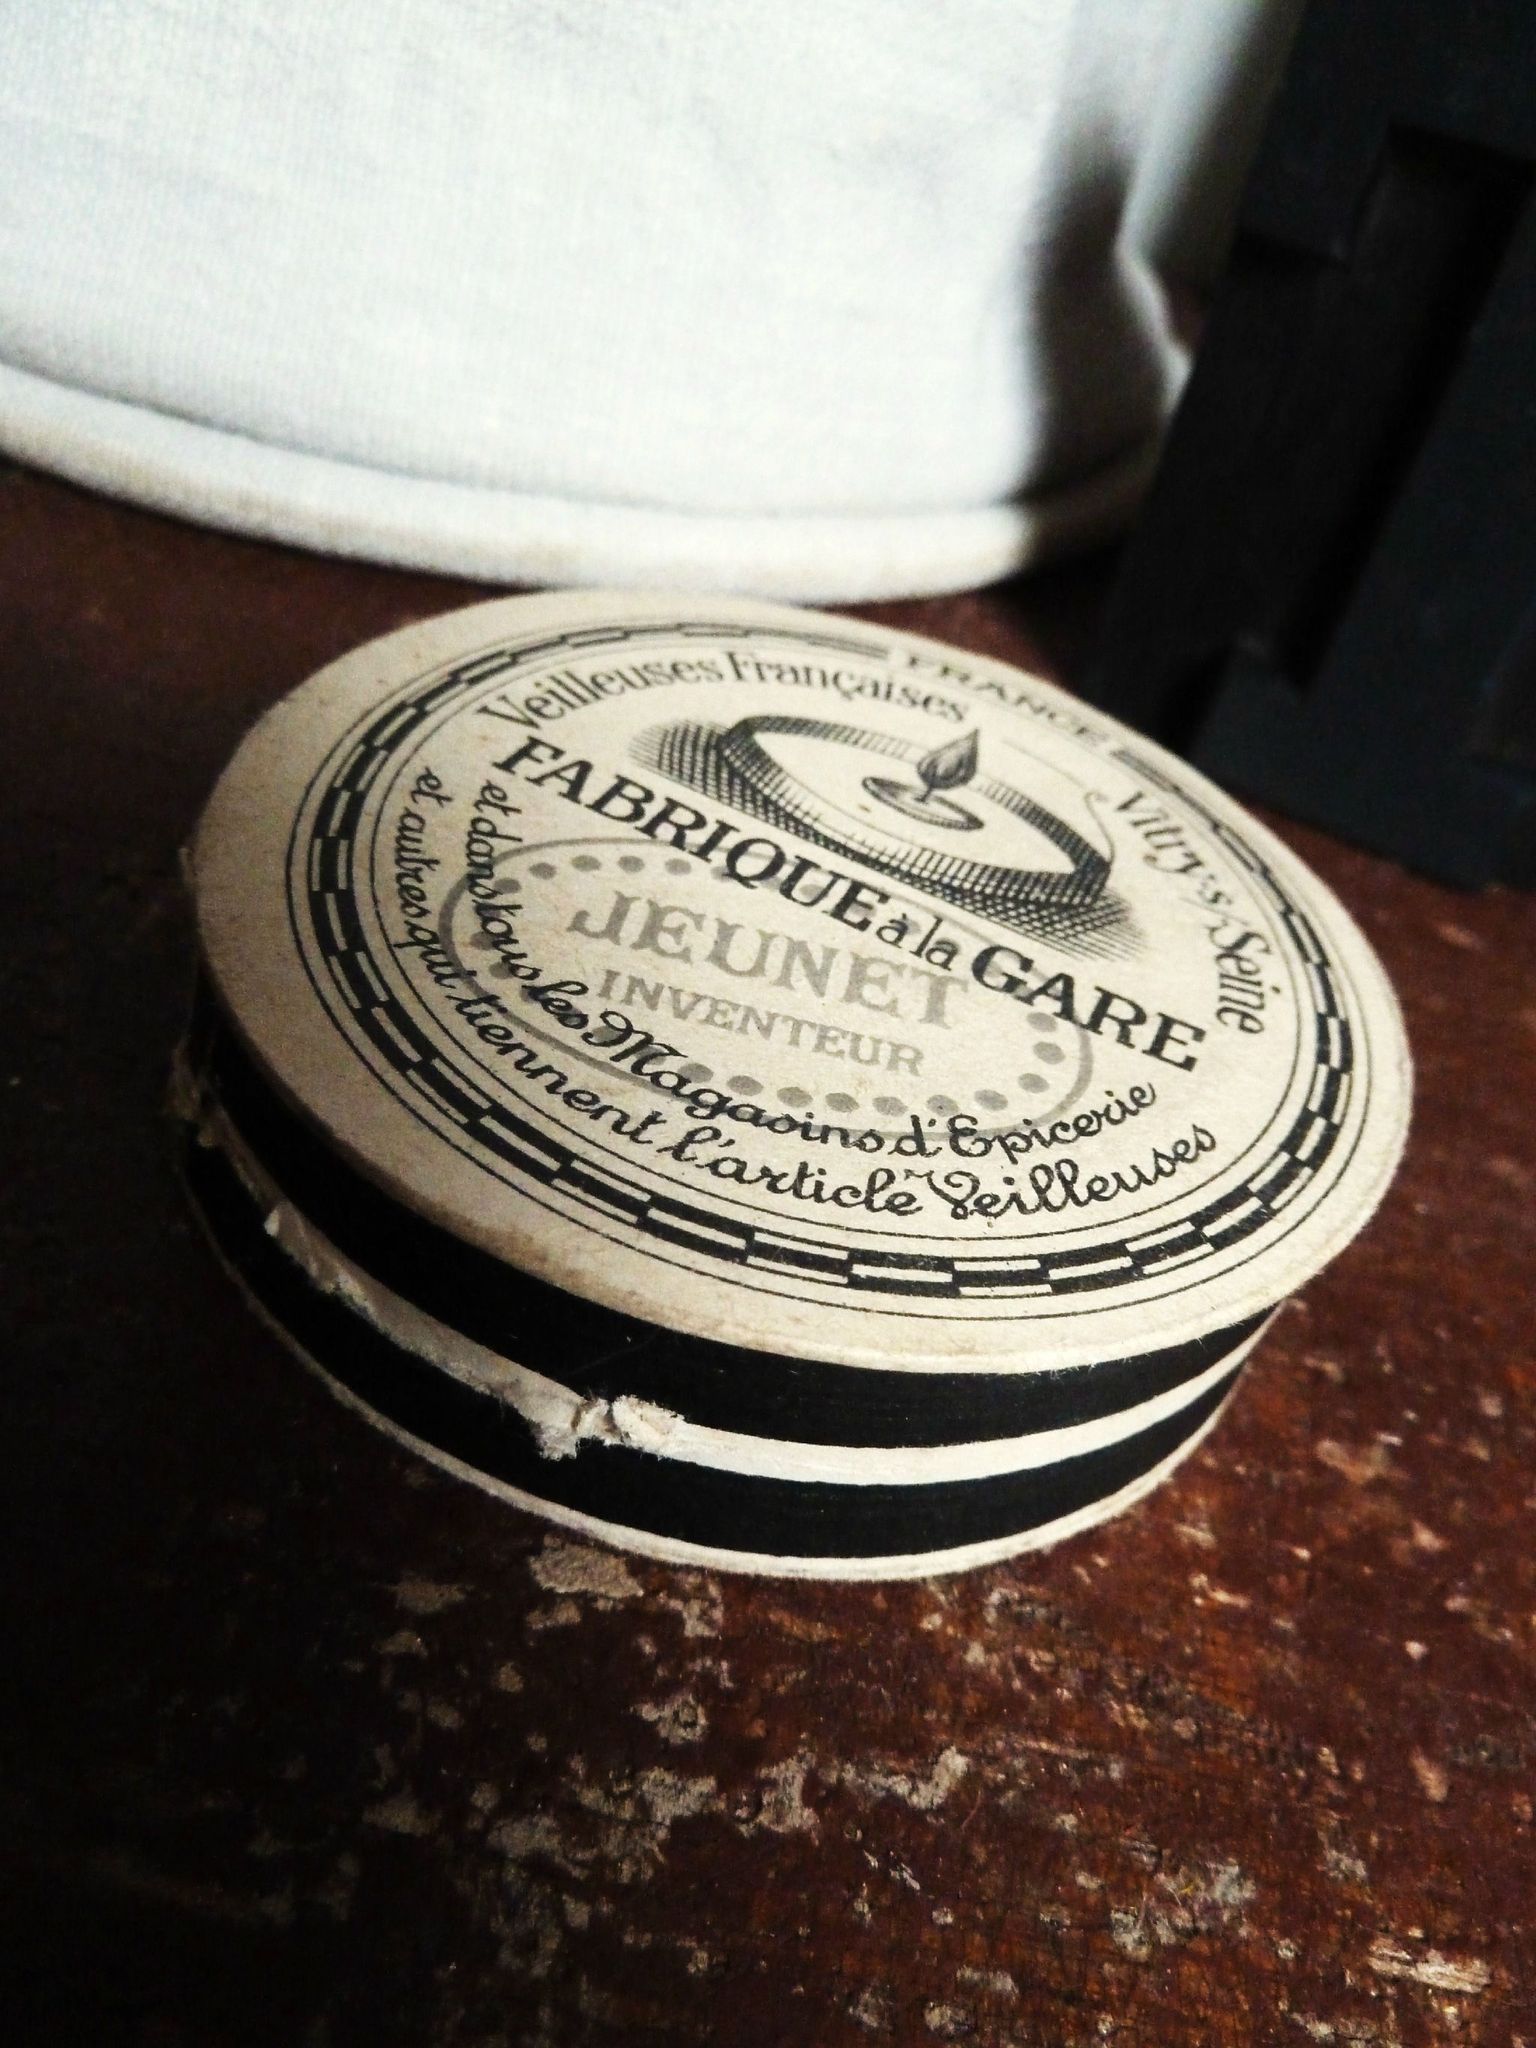 FRANCE
Veilleuses Françaises
Vitry s/Seine
FABRIQUE à la GARE
JEUNET
INVENTEUR
et dans tous les Magasins d'Epicerie
et autres qui tiennent l'article Veilleuses